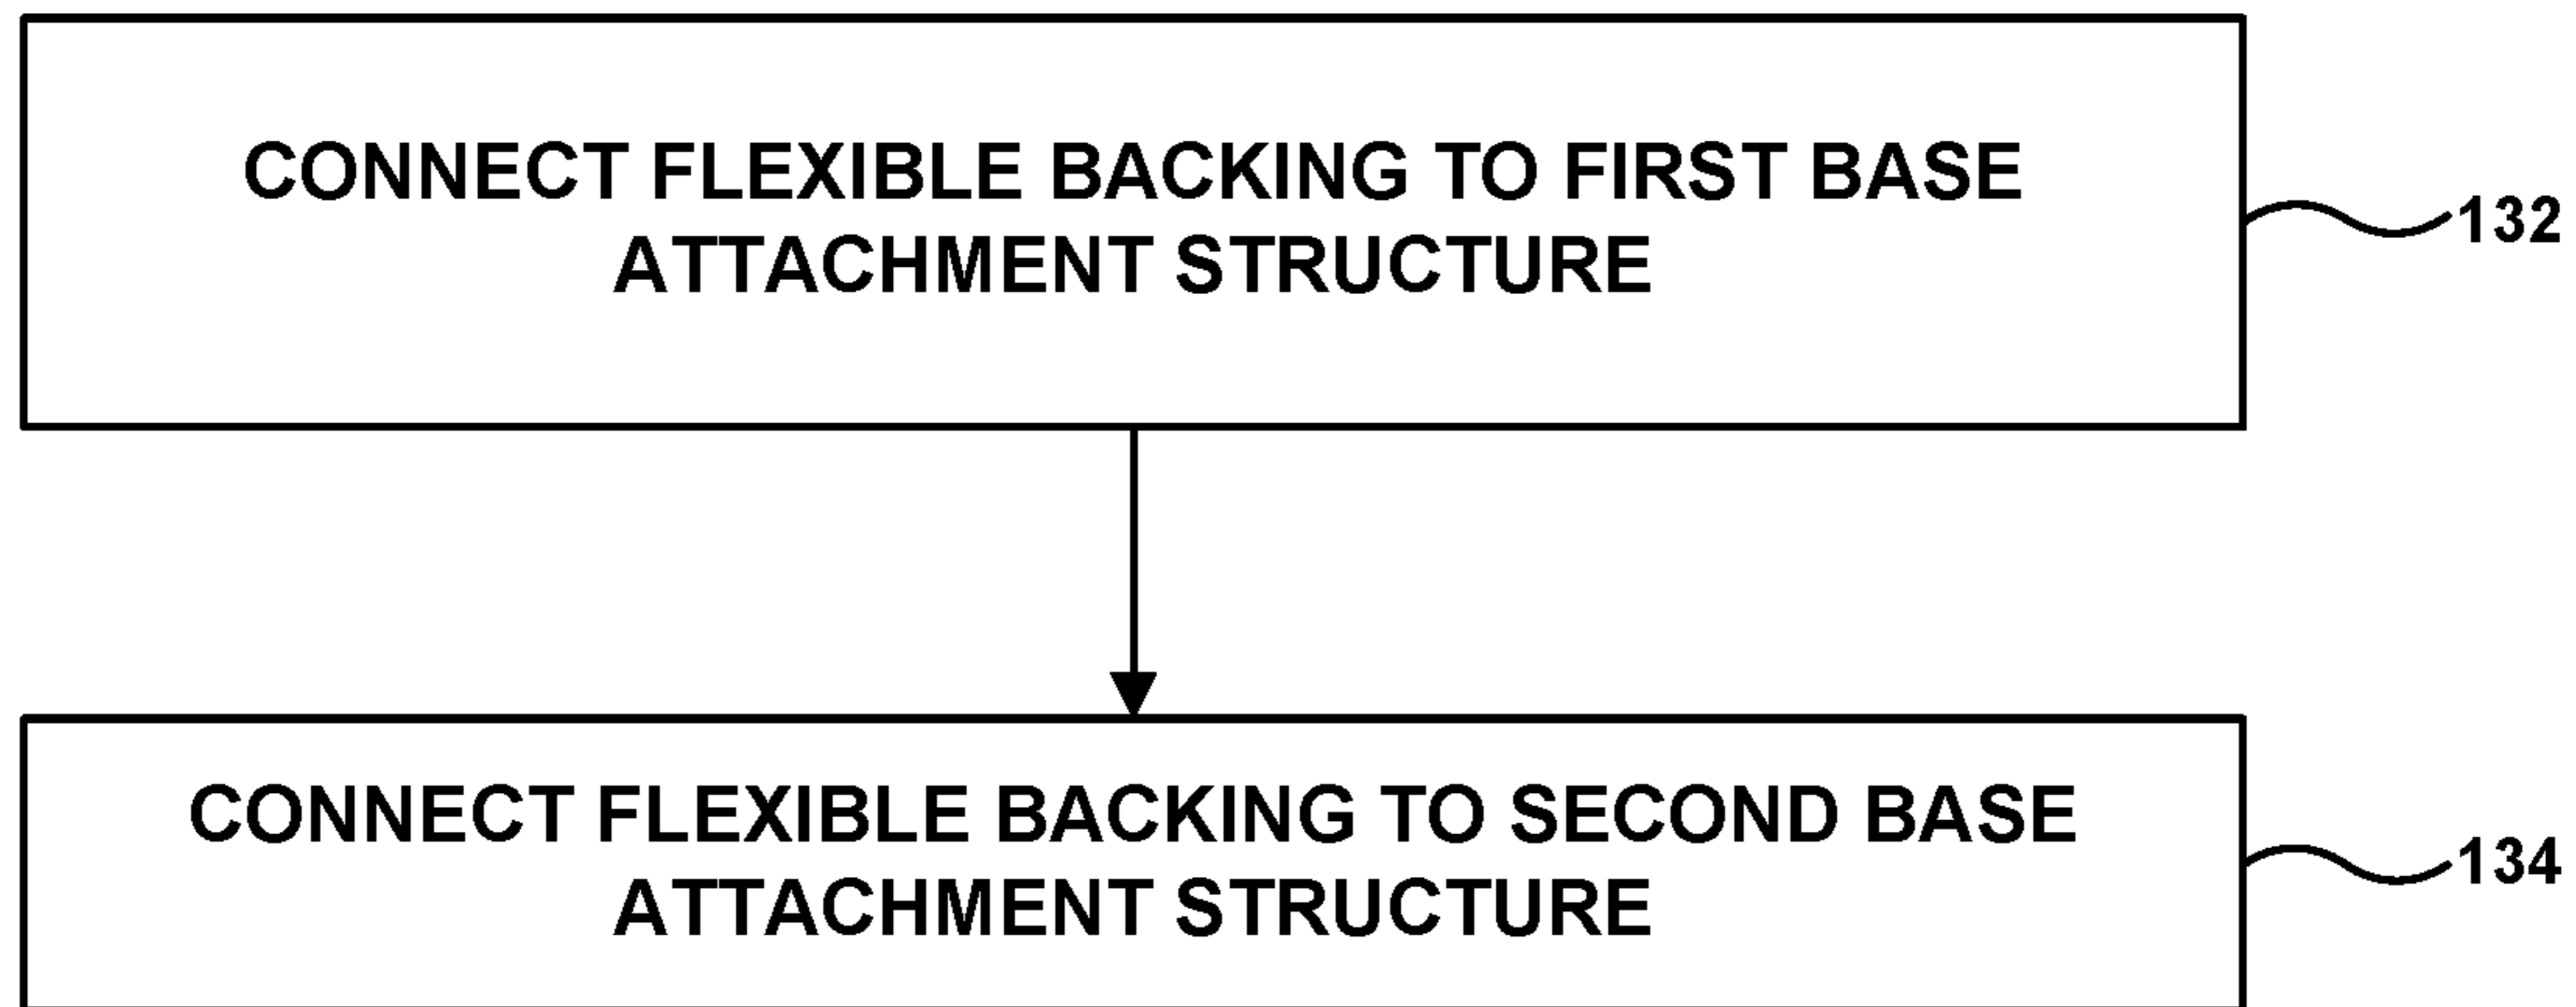 CONNECT FLEXIBLE BACKING TO FIRST BASE
ATTACHMENT STRUCTURE
132
CONNECT FLEXIBLE BACKING TO SECOND BASE
ATTACHMENT STRUCTURE
134